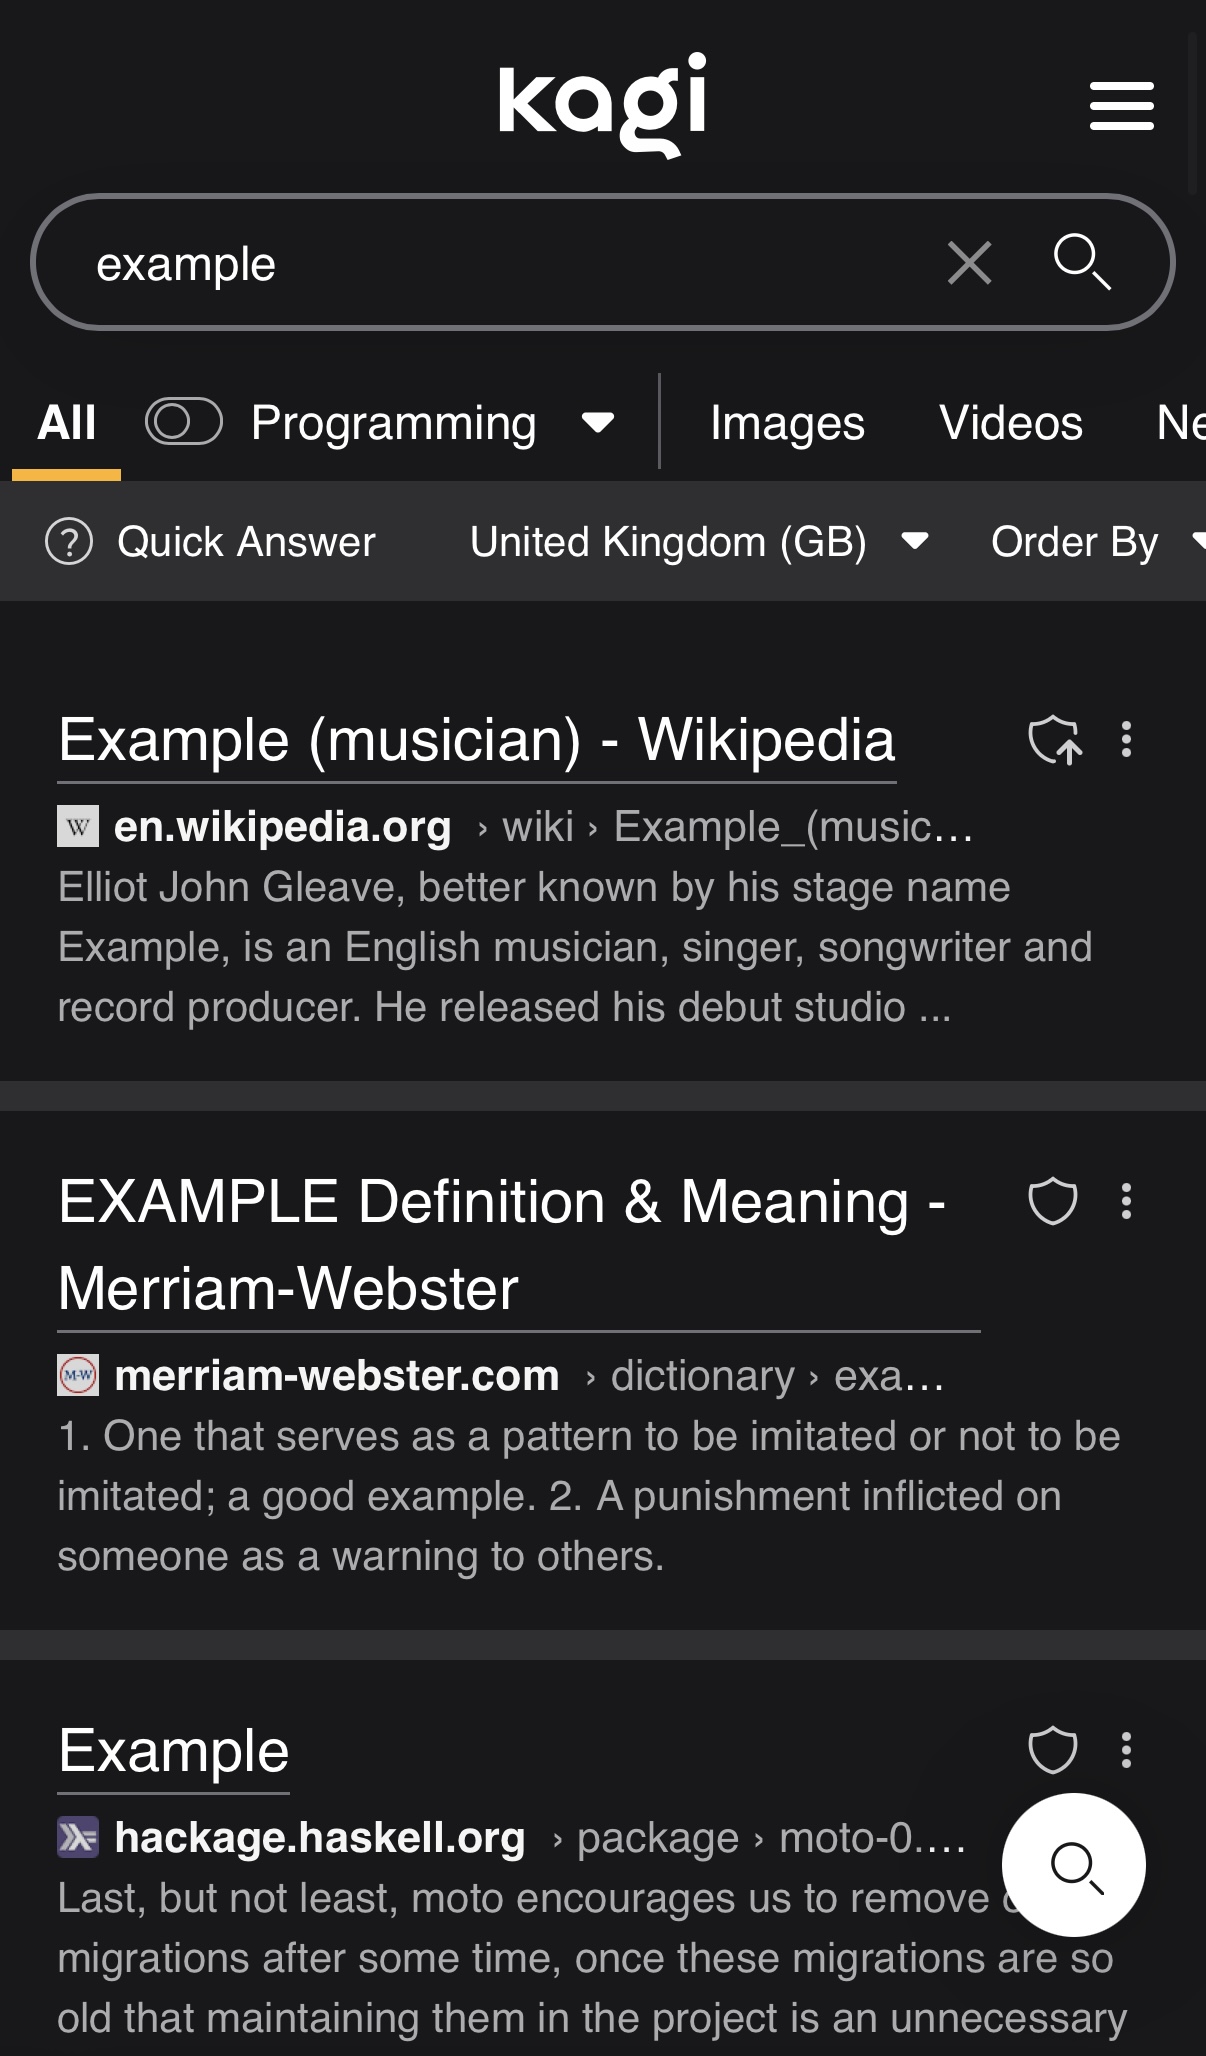 kagi
example
All Programming Images Videos Ne
Quick Answer United Kingdom (GB) Order By
Example (musician) - Wikipedia
W en.wikipedia.org › wiki › Example_(music…
Elliot John Gleave, better known by his stage name
Example, is an English musician, singer, songwriter and
record producer. He released his debut studio ...
EXAMPLE Definition & Meaning -
Merriam-Webster
M-W merriam-webster.com › dictionary › exa…
1. One that serves as a pattern to be imitated or not to be
imitated; a good example. 2. A punishment inflicted on
someone as a warning to others.
Example
hackage.haskell.org › package › moto-0.…
Last, but not least, moto encourages us to remove
migrations after some time, once these migrations are so
old that maintaining them in the project is an unnecessary